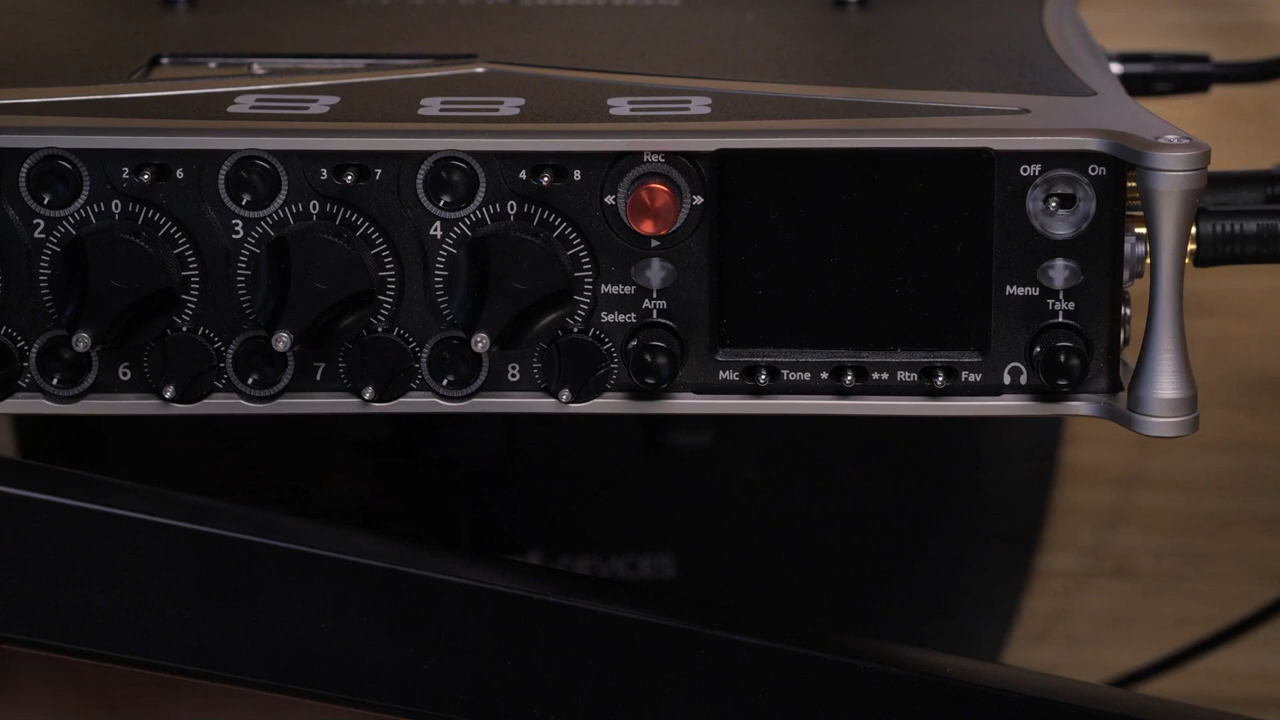 888
Rec
Off On
2 6
3 7
4 8
0
0
0
2
3
4
«
»
Meter
Arm
Select
Menu
Take
6
7
8
Mic Tone * ** Rtn Fav
DEVICES